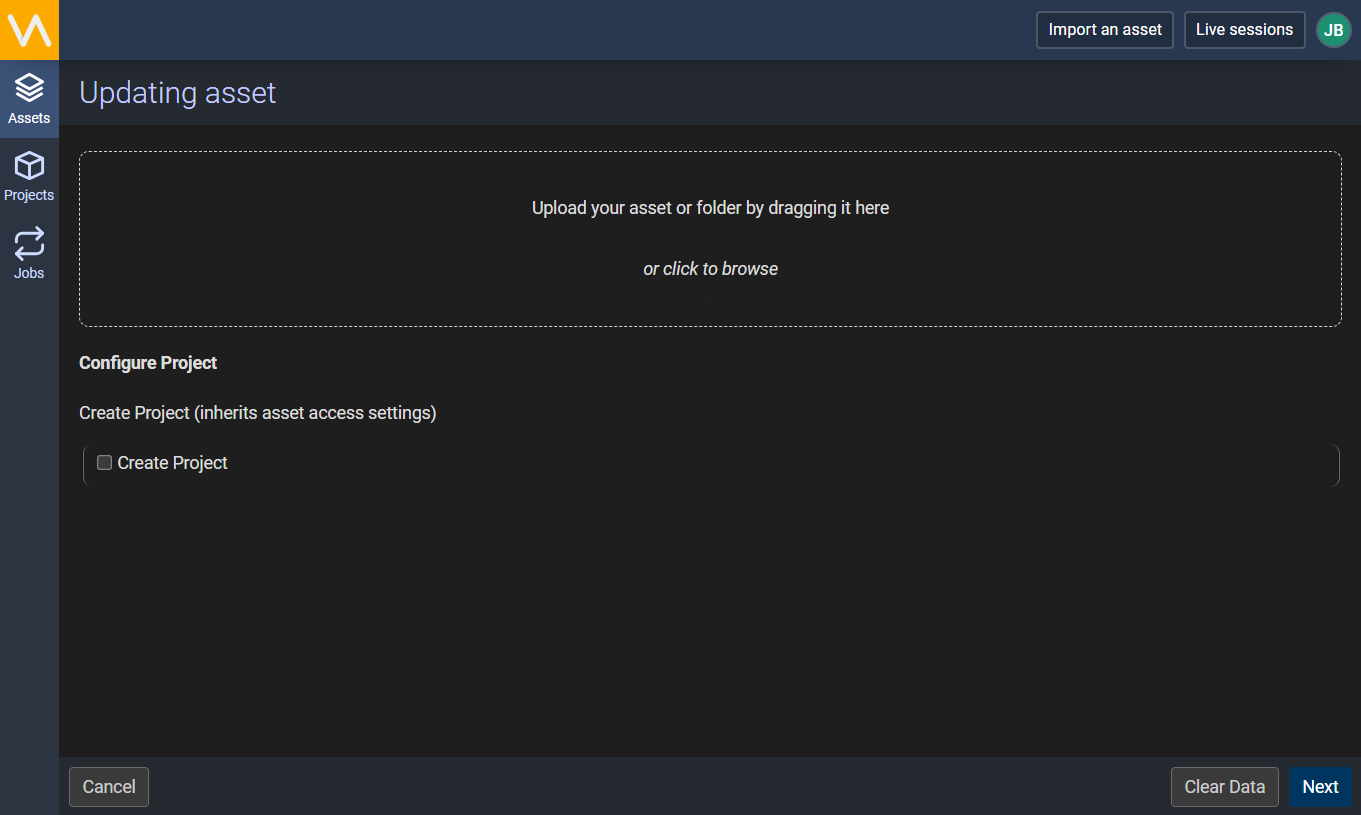 Import an asset
Live sessions
JB
Assets
Projects
Jobs
Updating asset
Upload your asset or folder by dragging it here
or click to browse
Configure Project
Create Project (inherits asset access settings)
Create Project
Cancel
Clear Data
Next